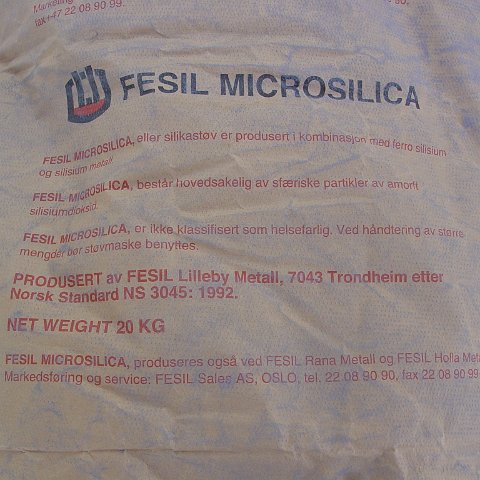 Marketing
fax+47 22 08 90 99.
FESIL MICROSILICA
FESIL MICROSILICA, eller silikastøv er produsert i kombinasjon med ferro silisium
og silisium metall
FESIL MICROSILICA, består hovedsakelig av sfæriske partikler av amorft
silisiumdioksid.
FESIL MICROSILICA, er ikke klassifisert som helsefarlig. Ved håndtering av større
mengder bør støvmaske benyttes.
PRODUSERT av FESIL Lilleby Metall, 7043 Trondheim etter
Norsk Standard NS 3045: 1992.
NET WEIGHT 20 KG
FESIL MICROSILICA, produseres også ved FESIL Rana Metall og FESIL Holla Met
Markedsføring og service: FESIL Sales AS, OSLO, tel. 22 08 90 90, fax 22 08 90 99